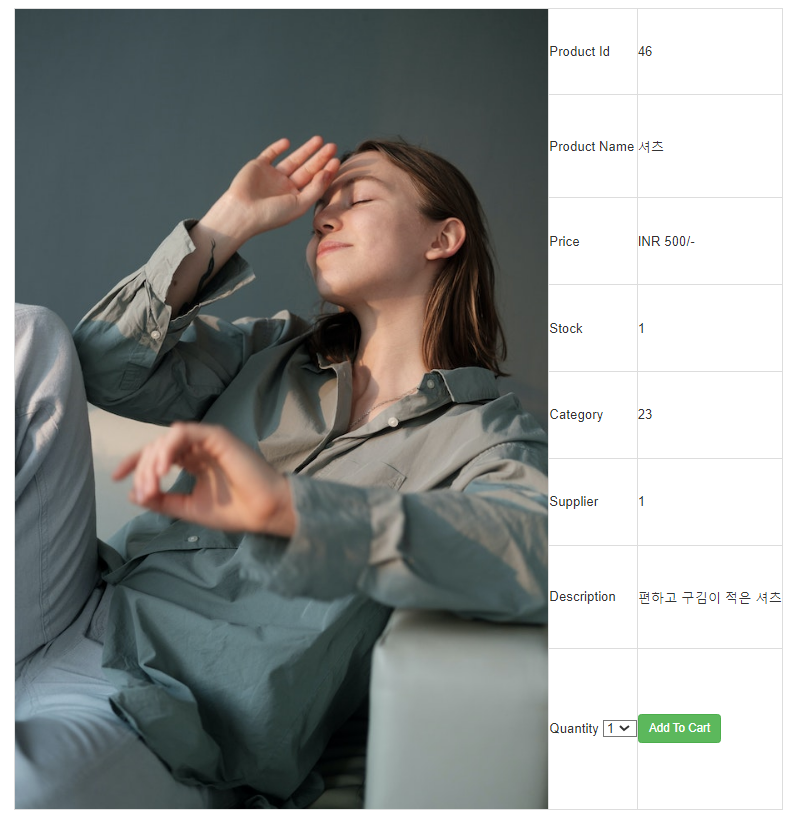 Product Id 46
Product Name 셔츠
Price INR 500/-
Stock 1
Category 23
Supplier 1
Description 편하고 구김이 적은 셔츠
Quantity 1 Add To Cart